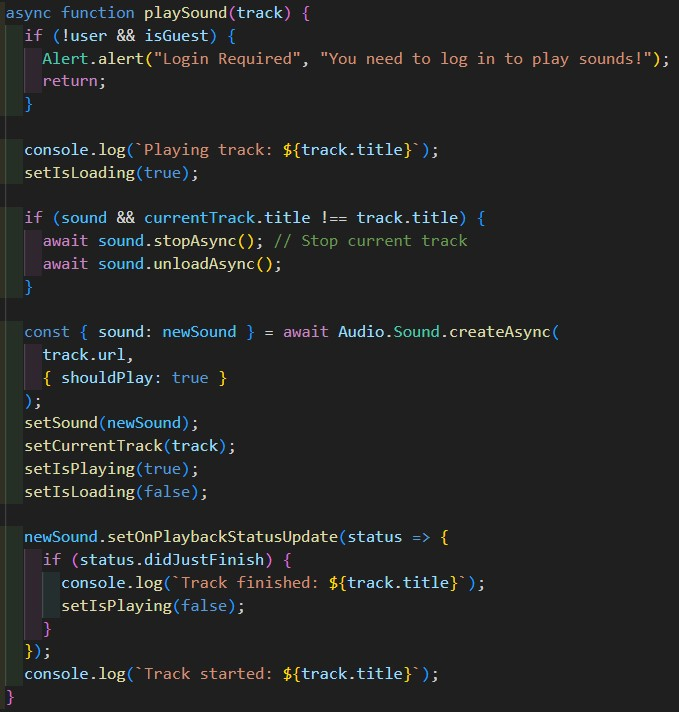 async function playSound(track) {
  if (!user && isGuest) {
    Alert.alert("Login Required", "You need to log in to play sounds!");
    return;
  }

  console.log(`Playing track: ${track.title}`);
  setIsLoading(true);

  if (sound && currentTrack.title !== track.title) {
    await sound.stopAsync(); // Stop current track
    await sound.unloadAsync();
  }

  const { sound: newSound } = await Audio.Sound.createAsync(
    track.url,
    { shouldPlay: true }
  );
  setSound(newSound);
  setCurrentTrack(track);
  setIsPlaying(true);
  setIsLoading(false);

  newSound.setOnPlaybackStatusUpdate(status => {
    if (status.didJustFinish) {
      console.log(`Track finished: ${track.title}`);
      setIsPlaying(false);
    }
  });
  console.log(`Track started: ${track.title}`);
}